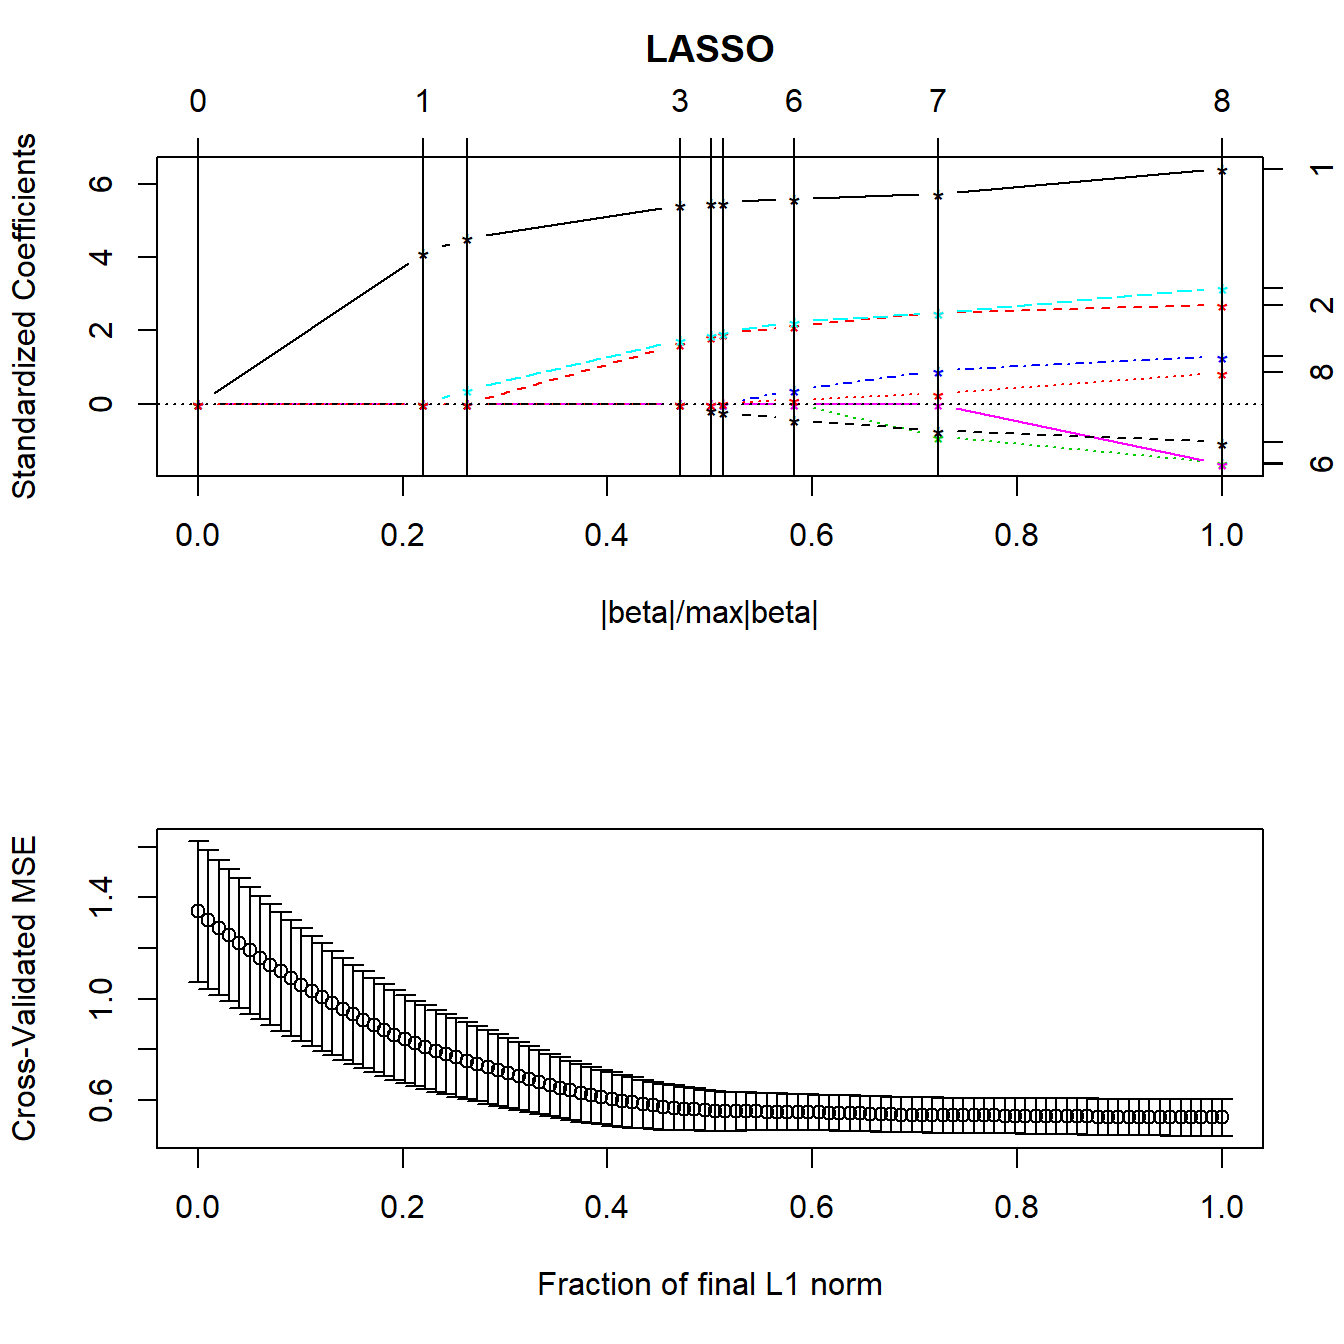 LASSO
0 1 3 6 7 8
Standardized Coefficients
6
4
2
0
1
2
8
6
0.0 0.2 0.4 0.6 0.8 1.0
|beta|/max|beta|
Cross-Validated MSE
1.4
1.0
0.6
0.0 0.2 0.4 0.6 0.8 1.0
Fraction of final L1 norm